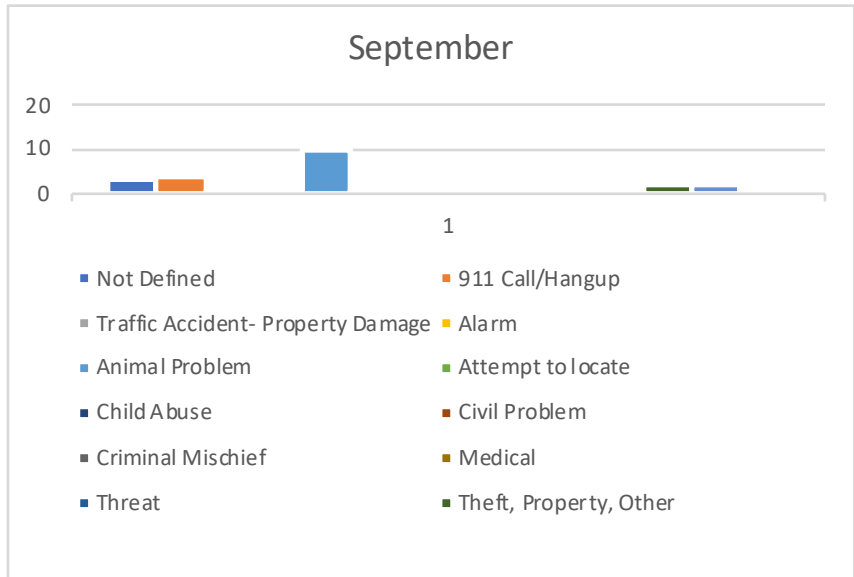 September
20
10
0
1
Not Defined
911 Call/Hangup
Traffic Accident- Property Damage
Alarm
Animal Problem
Attempt to locate
Child Abuse
Civil Problem
Criminal Mischief
Medical
Threat
Theft, Property, Other